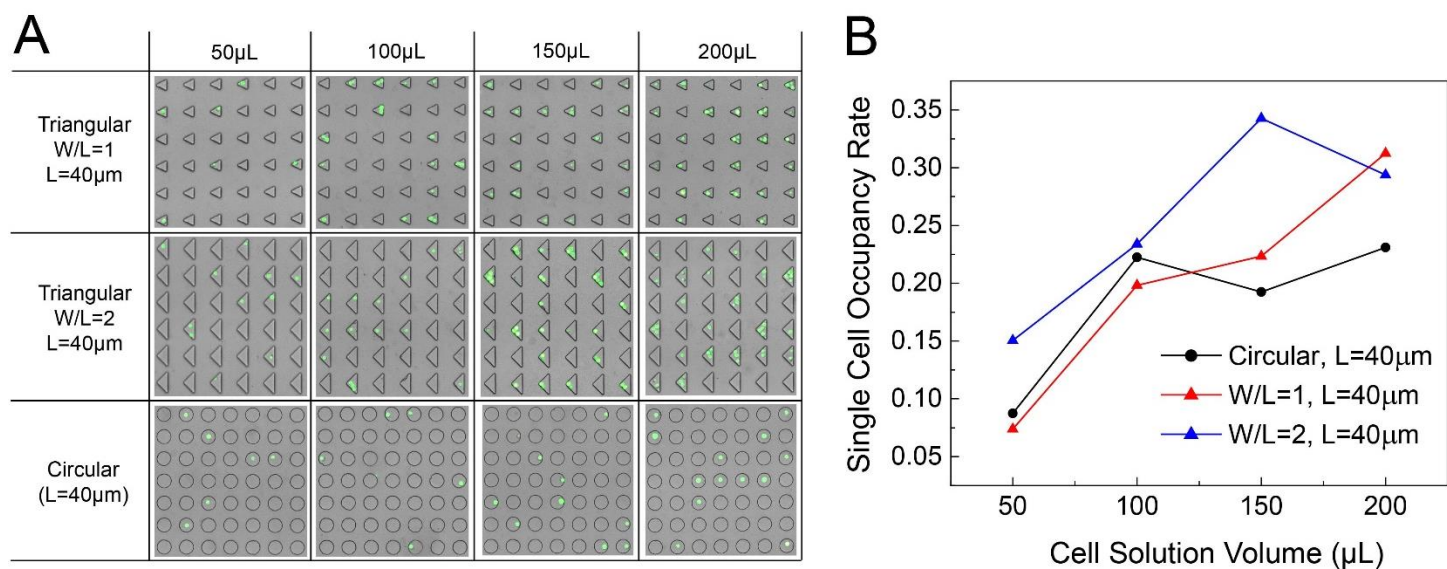 A
50µL 100µL 150µL 200µL
Triangular
W/L=1
L=40µm
Triangular
W/L=2
L=40µm
Circular
(L=40µm)
B
Single Cell Occupancy Rate
0.35
0.30
0.25
0.20
0.15
0.10
0.05
Circular, L=40µm
W/L=1, L=40µm
W/L=2, L=40µm
50 100 150 200
Cell Solution Volume (µL)